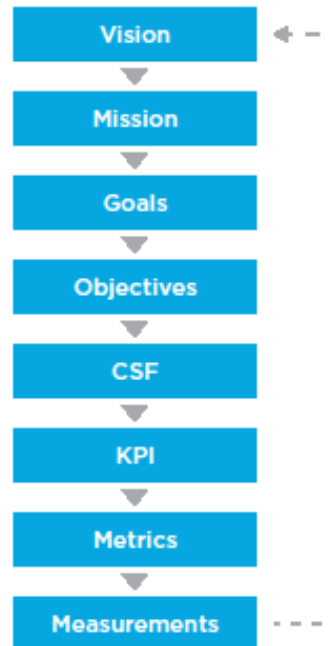 Vision
Mission
Goals
Objectives
CSF
KPI
Metrics
Measurements